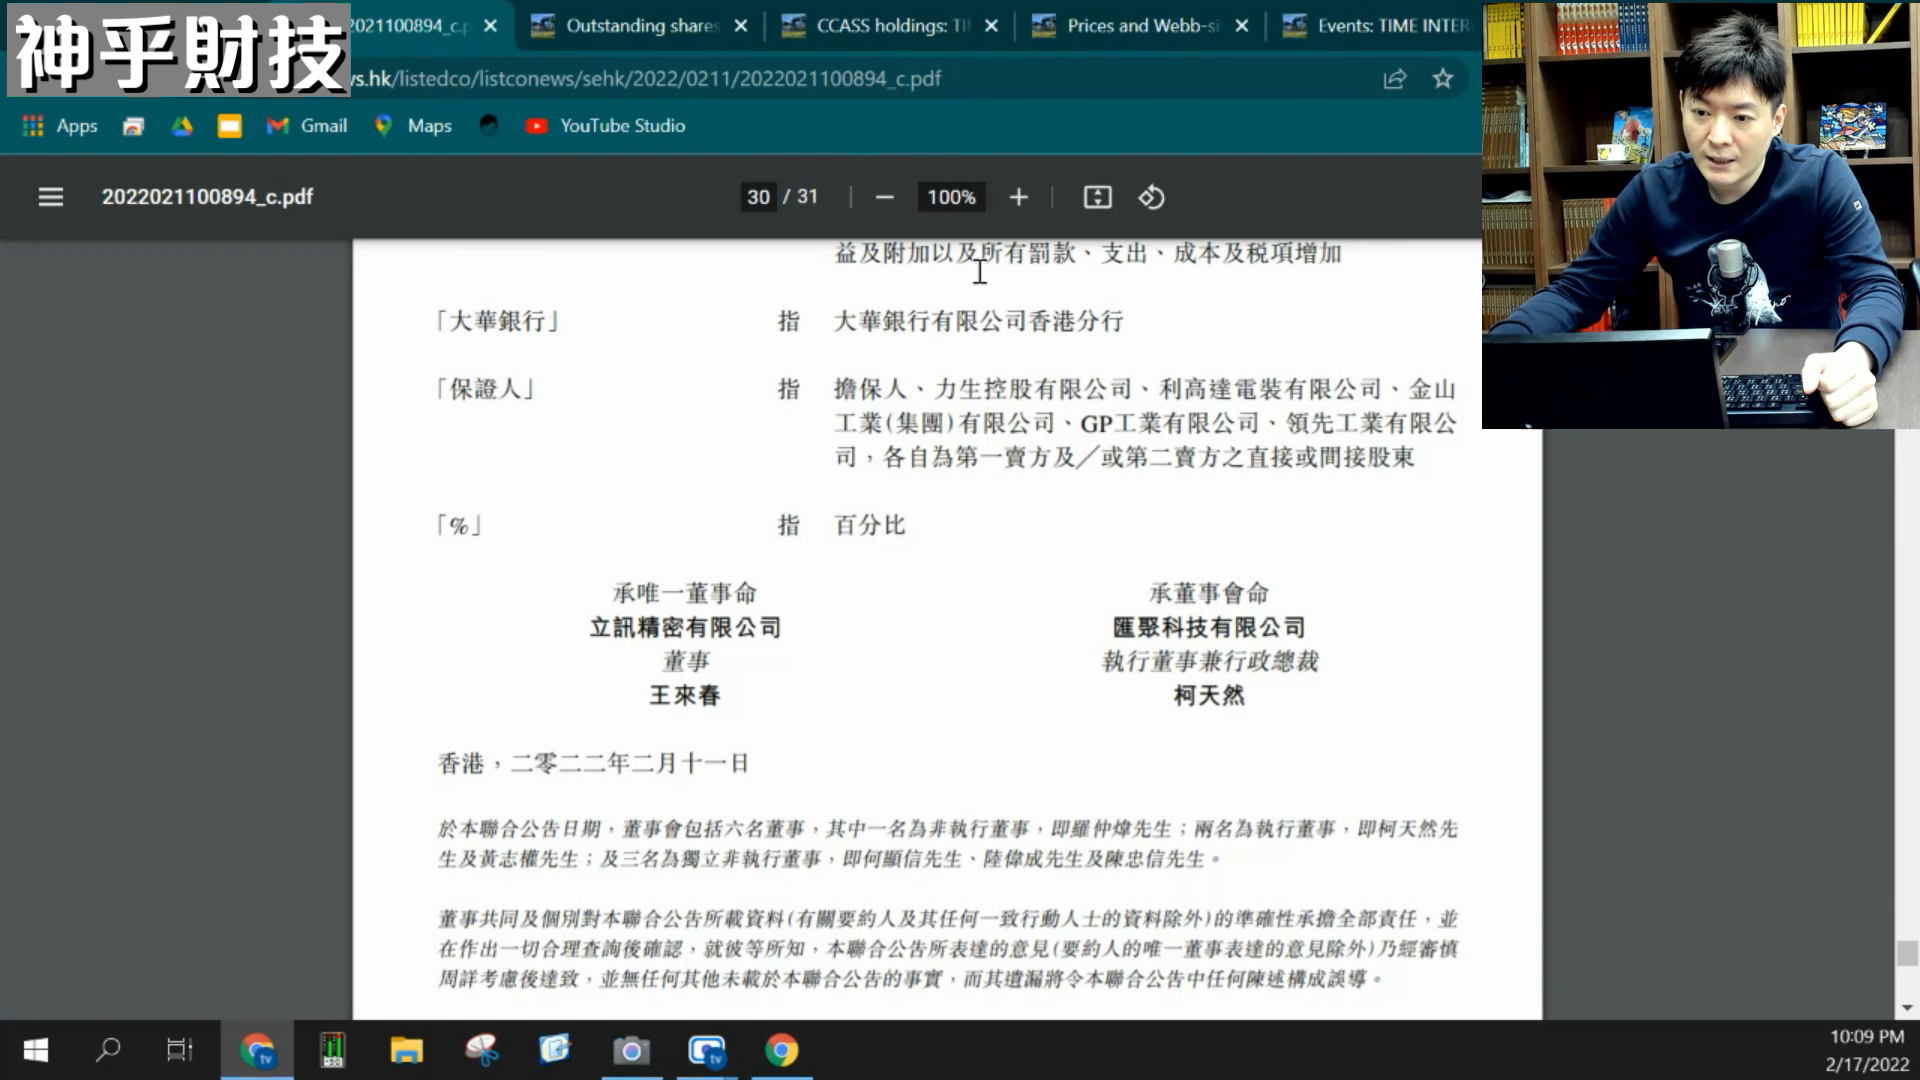 神乎財技
2021100894_c.p
Outstanding shares
CCASS holdings: TI
Prices and Webb-si
Events: TIME INTER
s.hk/listedco/listconews/sehk/2022/0211/2022021100894_c.pdf
Apps
Gmail
Maps
YouTube Studio
2022021100894_c.pdf
30 / 31
100%
益及附加以及所有罰款、支出、成本及税項增加
「大華銀行」 指 大華銀行有限公司香港分行
「保證人」 指 擔保人、力生控股有限公司、利高達電裝有限公司、金山
工業(集團)有限公司、GP工業有限公司、領先工業有限公
司，各自為第一賣方及／或第二賣方之直接或間接股東
「%」 指 百分比
承唯一董事命
立訊精密有限公司
董事
王來春
承董事會命
匯聚科技有限公司
執行董事兼行政總裁
柯天然
香港，二零二二年二月十一日
於本聯合公告日期，董事會包括六名董事，其中一名為非執行董事，即羅仲煒先生；兩名為執行董事，即柯天然先
生及黃志權先生；及三名為獨立非執行董事，即何顯信先生、陸偉成先生及陳忠信先生。
董事共同及個別對本聯合公告所載資料(有關要約人及其任何一致行動人士的資料除外)的準確性承擔全部責任，並
在作出一切合理查詢後確認，就彼等所知，本聯合公告所表達的意見(要約人的唯一董事表達的意見除外)乃經審慎
周詳考慮後達致，並無任何其他未載於本聯合公告的事實，而其遺漏將令本聯合公告中任何陳述構成誤導。
10:09 PM
2/17/2022